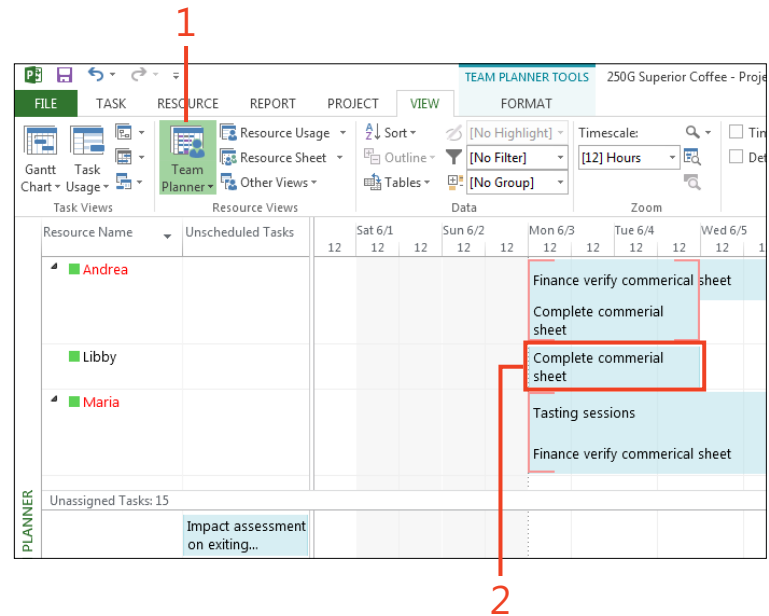 1
TEAM PLANNER TOOLS 250G Superior Coffee - Proje
FILE TASK RESOURCE REPORT PROJECT VIEW FORMAT
Resource Usage Sort [No Highlight] Timescale: Tin
Gantt Chart Task Usage Team Planner Resource Sheet Outline [No Filter] [12] Hours Det
Other Views Tables [No Group]
Task Views Resource Views Data Zoom
Resource Name Unscheduled Tasks Sat 6/1 Sun 6/2 Mon 6/3 Tue 6/4 Wed 6/5
12 12 12 12 12 12 12 12 12 12 1
Andrea
Finance verify commerical sheet
Complete commerial
sheet
Libby Complete commerial
sheet
Maria
Tasting sessions
Finance verify commerical sheet
PLANNER
Unassigned Tasks: 15
Impact assessment
on exiting...
2